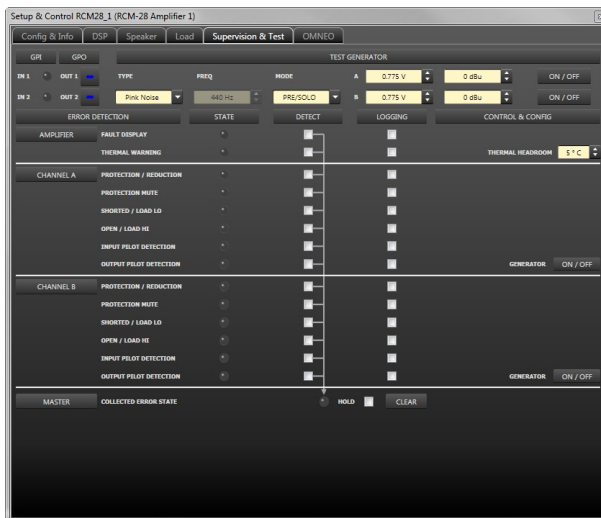 Setup & Control RCM28_1 (RCM-28 Amplifier 1)
Config & Info DSP Speaker Load Supervision & Test OMNEO
GPI GPO TEST GENERATOR
IN 1 OUT 1 TYPE FREQ MODE A 0.775 V 0 dBu ON / OFF
IN 2 OUT 2 Pink Noise 440 Hz PRE/SOLO B 0.775 V 0 dBu ON / OFF
ERROR DETECTION STATE DETECT LOGGING CONTROL & CONFIG
AMPLIFIER FAULT DISPLAY
THERMAL WARNING THERMAL HEADROOM 5 ° C
CHANNEL A PROTECTION / REDUCTION
PROTECTION MUTE
SHORTED / LOAD LO
OPEN / LOAD HI
INPUT PILOT DETECTION
OUTPUT PILOT DETECTION GENERATOR ON / OFF
CHANNEL B PROTECTION / REDUCTION
PROTECTION MUTE
SHORTED / LOAD LO
OPEN / LOAD HI
INPUT PILOT DETECTION
OUTPUT PILOT DETECTION GENERATOR ON / OFF
MASTER COLLECTED ERROR STATE HOLD CLEAR